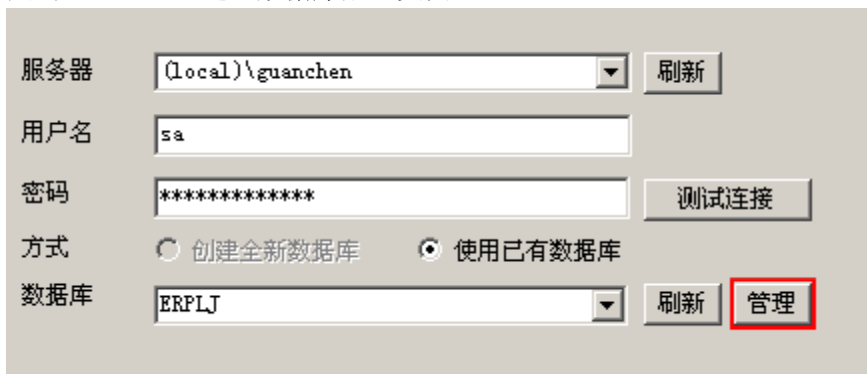 服务器 (local)\guanchen 刷新
用户名 sa
密码 ************* 测试连接
方式 创建全新数据库 使用已有数据库
数据库 ERPLJ 刷新 管理